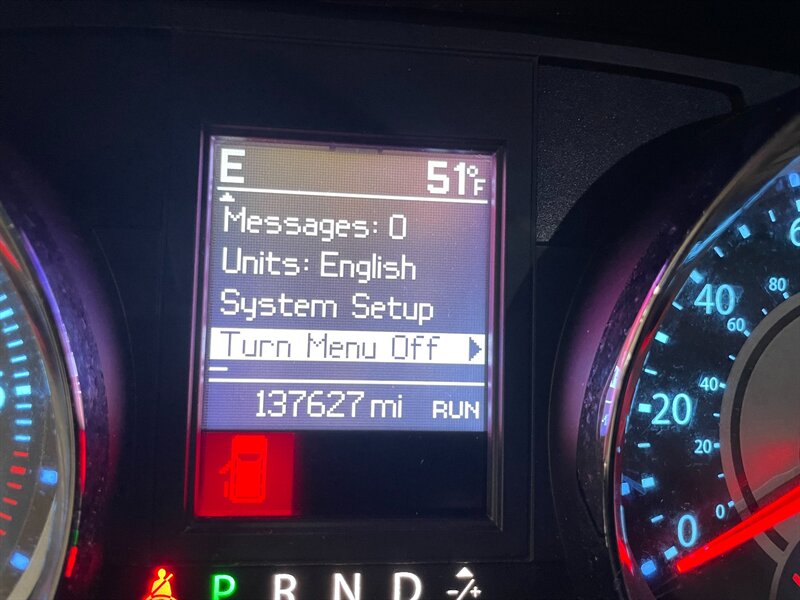 E 51°F
Messages: 0
Units: English
System Setup
Turn Menu Off
137627 mi RUN
P R N D -/+
60
80
40
60
40
20
20
0
0